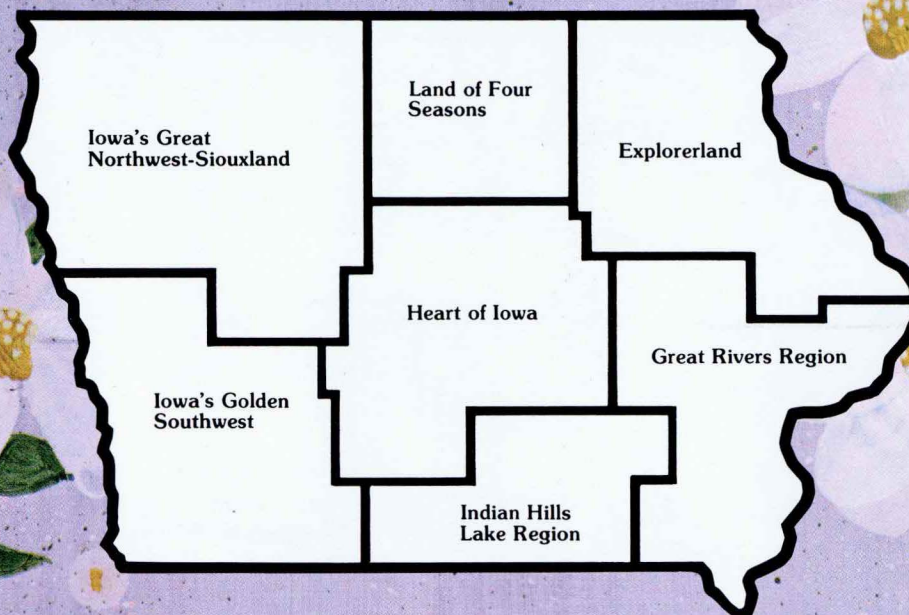 Iowa's Great
Northwest-Siouxland
Land of Four
Seasons
Explorerland
Heart of Iowa
Great Rivers Region
Iowa's Golden
Southwest
Indian Hills
Lake Region